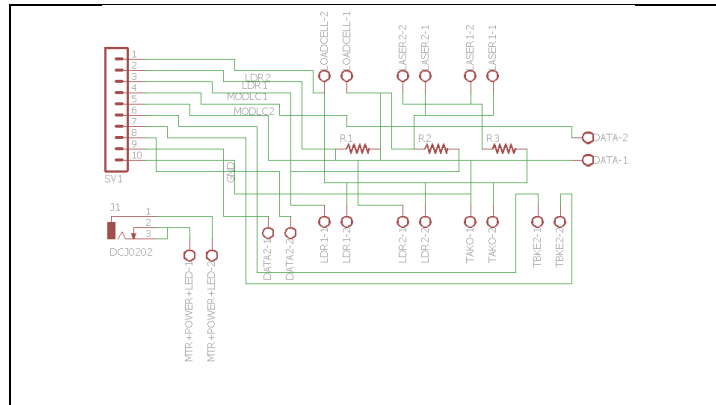 LOADCELL-2
LOADCELL-1
LASER2-2
LASER2-1
LASER1-2
LASER1-1
1
2
3
4
5
6
7
8
9
10
SV1
LDR2
LDR1
MODLC1
MODLC2
GND
R1
R2
R3
DATA-2
DATA-1
J1
1
2
3
DCJ0202
MTR+POWER+LED-1
MTR+POWER+LED-2
DATA2-1
DATA2-2
LDR1-1
LDR1-2
LDR2-1
LDR2-2
TAKO-1
TAKO-2
TBKE2-1
TBKE2-2